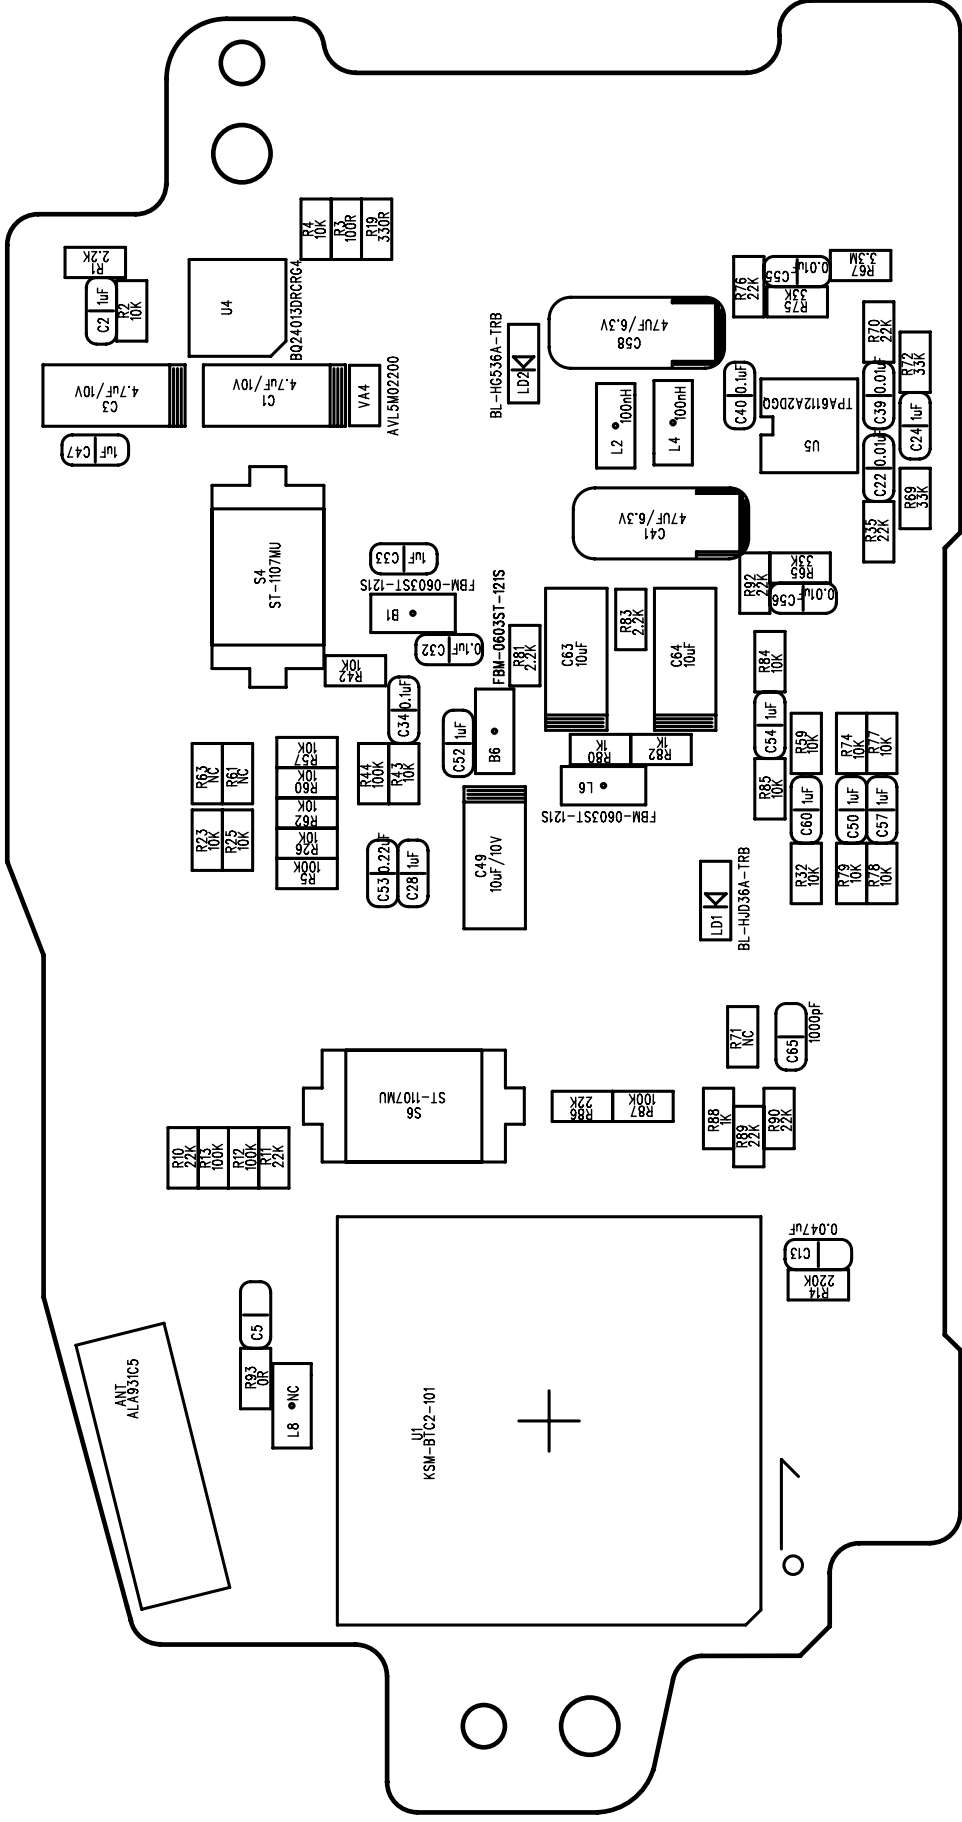 R4
10K
R3
100R
R19
330R
R1
2.2K
C2
1uF
R2
10K
U4
BQ24013DRCRG4
C3
4.7uF/10V
C1
4.7uF/10V
VA4
AVL5M02200
C47
1uF
BL-HG536A-TRB
LD2
C58
47UF/6.3V
R76
22K
C55
0.01uF
R75
33K
R67
3.3M
R70
22K
R72
33K
L2
100nH
L4
100nH
C40
0.1uF
TPA6112A2DGQ
U5
C39
0.01uF
C24
1uF
C22
0.01uF
R69
33K
R35
22K
C41
47UF/6.3V
S4
ST-1107MU
C33
1uF
FBM-0603ST-121S
B1
C32
0.1uF
R42
10K
C34
0.1uF
FBM-0603ST-121S
R81
2.2K
C63
10uF
R83
2.2K
C64
10uF
R92
22K
R65
33K
C56
0.01uF
R84
10K
C54
1uF
R85
10K
C52
1uF
B6
R80
1K
R82
1K
L6
FBM-0603ST-121S
R59
10K
R74
10K
R77
10K
C60
1uF
C50
1uF
C57
1uF
R32
10K
R79
10K
R78
10K
R63
NC
R61
NC
R57
10K
R60
10K
R62
10K
R26
10K
R5
100K
R44
100K
R43
10K
R23
10K
R25
10K
C53
0.22uF
C28
1uF
C49
10uF/10V
LD1
BL-HJD36A-TRB
R71
NC
C65
1000pF
S6
ST-1107MU
R86
22K
R87
100K
R88
1K
R89
22K
R90
22K
R10
22K
R13
100K
R12
100K
R11
22K
C13
0.047uF
R14
220K
C5
R93
0R
L8
NC
ANT
ALA931C5
U1
KSM-BTC2-101